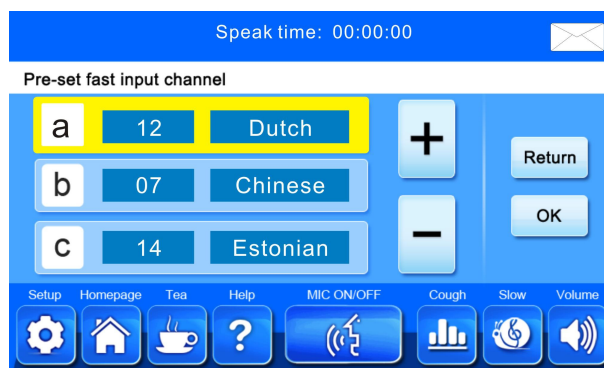 Speak time: 00:00:00
Pre-set fast input channel
a 12 Dutch
b 07 Chinese
c 14 Estonian
+
−
Return
OK
Setup Homepage Tea Help MIC ON/OFF Cough Slow Volume
?